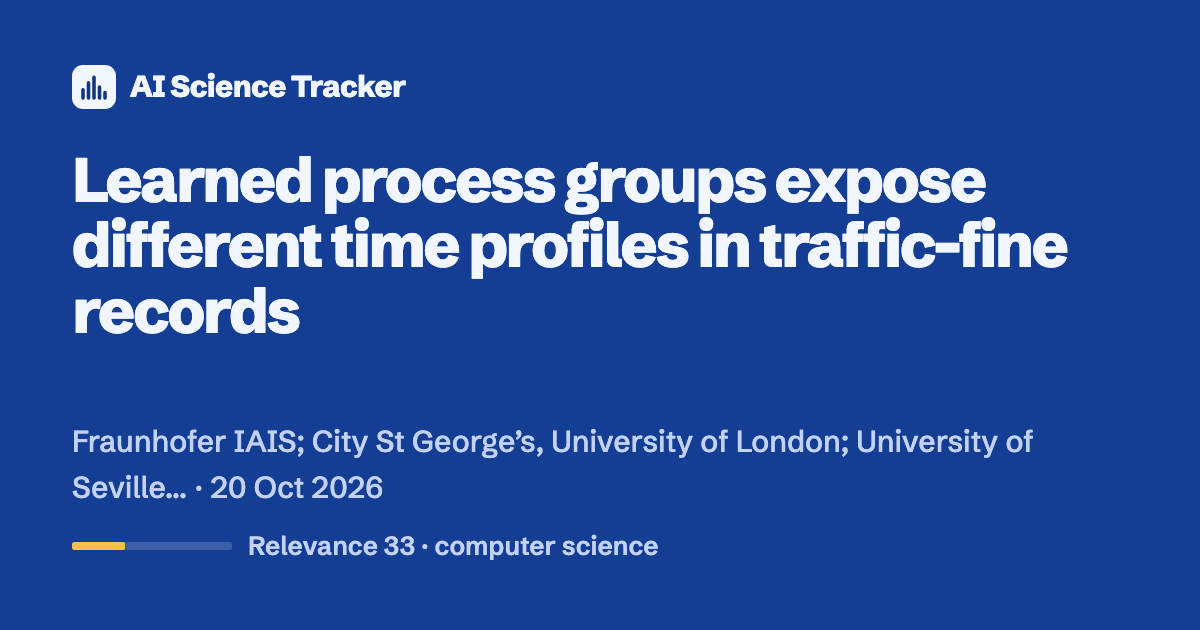 AI Science Tracker
Learned process groups expose
different time profiles in traffic-fine
records
Fraunhofer IAIS; City St George’s, University of London; University of
Seville... · 20 Oct 2026
Relevance 33 · computer science